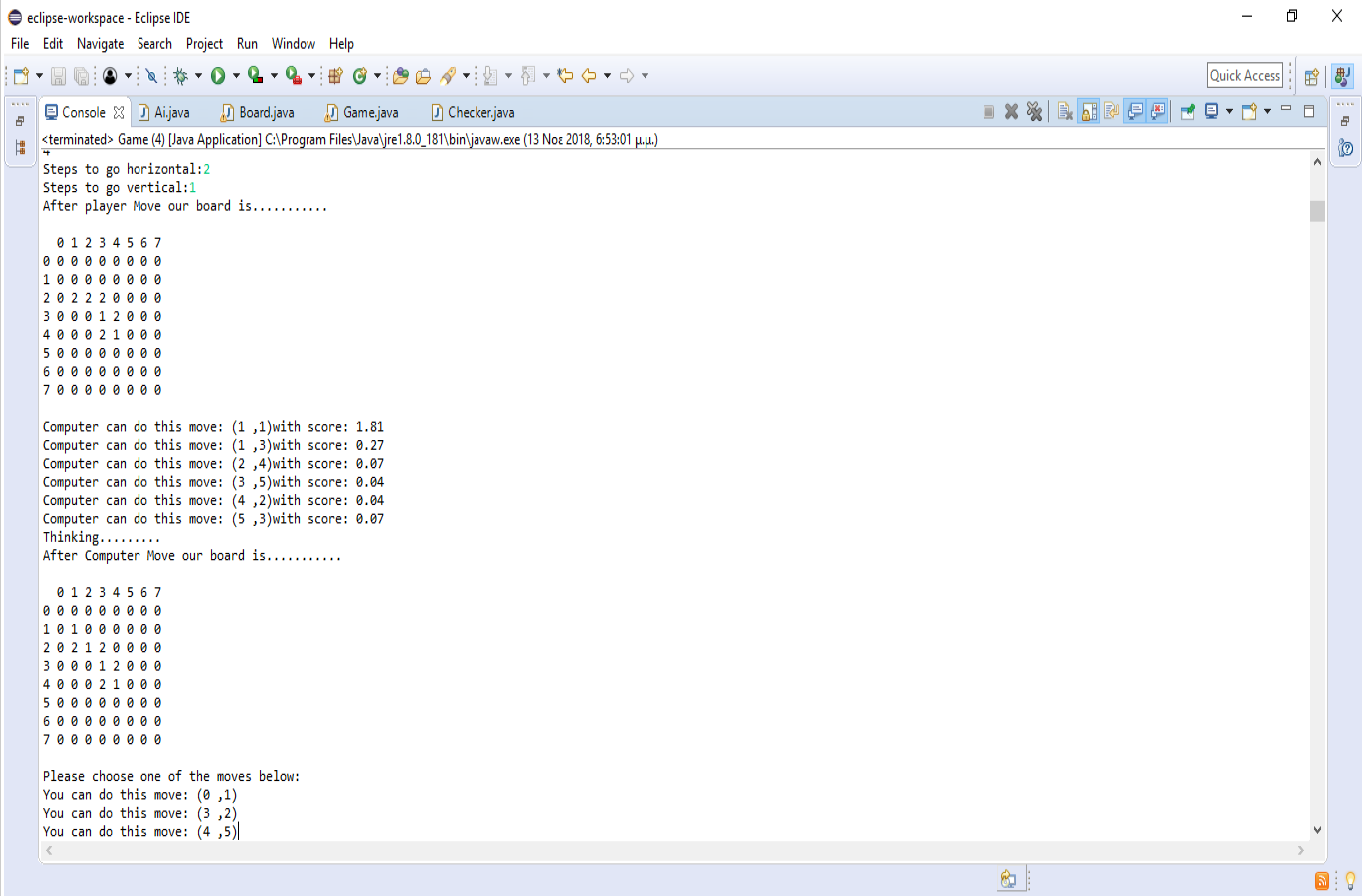 eclipse-workspace - Eclipse IDE
File Edit Navigate Search Project Run Window Help
Quick Access
Console Ai.java Board.java Game.java Checker.java
<terminated> Game (4) [Java Application] C:\Program Files\Java\jre1.8.0_181\bin\javaw.exe (13 Νοε 2018, 6:53:01 μ.μ.)
4
Steps to go horizontal:2
Steps to go vertical:1
After player Move our board is...........
0 1 2 3 4 5 6 7
0 0 0 0 0 0 0 0 0
1 0 0 0 0 0 0 0 0
2 0 2 2 2 0 0 0 0
3 0 0 0 1 2 0 0 0
4 0 0 0 2 1 0 0 0
5 0 0 0 0 0 0 0 0
6 0 0 0 0 0 0 0 0
7 0 0 0 0 0 0 0 0
Computer can do this move: (1 ,1)with score: 1.81
Computer can do this move: (1 ,3)with score: 0.27
Computer can do this move: (2 ,4)with score: 0.07
Computer can do this move: (3 ,5)with score: 0.04
Computer can do this move: (4 ,2)with score: 0.04
Computer can do this move: (5 ,3)with score: 0.07
Thinking.........
After Computer Move our board is...........
0 1 2 3 4 5 6 7
0 0 0 0 0 0 0 0 0
1 0 1 0 0 0 0 0 0
2 0 2 1 2 0 0 0 0
3 0 0 0 1 2 0 0 0
4 0 0 0 2 1 0 0 0
5 0 0 0 0 0 0 0 0
6 0 0 0 0 0 0 0 0
7 0 0 0 0 0 0 0 0
Please choose one of the moves below:
You can do this move: (0 ,1)
You can do this move: (3 ,2)
You can do this move: (4 ,5)